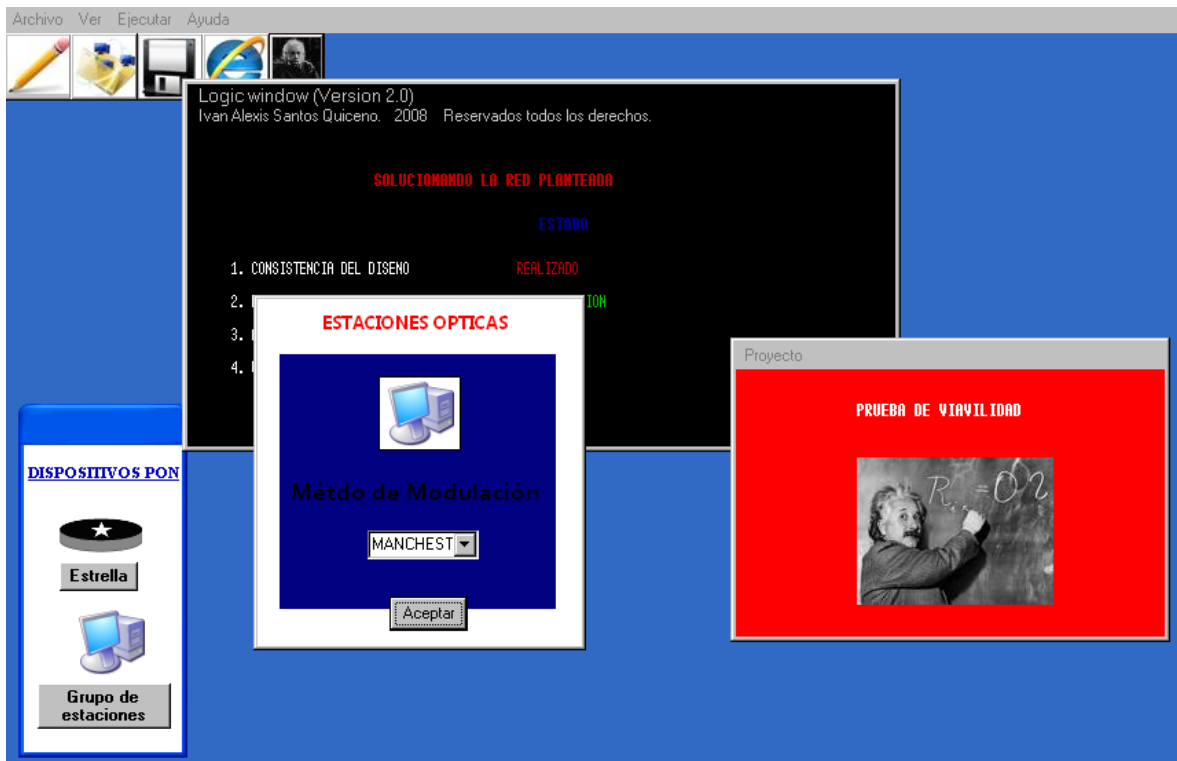 Archivo Ver Ejecutar Ayuda
Logic window (Version 2.0)
Ivan Alexis Santos Quiceno. 2008 Reservados todos los derechos.
SOLUCIONANDO LA RED PLANTEADA
ESTADO
1. CONSISTENCIA DEL DISENO REALIZADO
2. ION
3.
4.
ESTACIONES OPTICAS
Métdo de Modulación
MANCHEST
Aceptar
Proyecto
PRUEBA DE VIAVILIDAD
DISPOSITIVOS PON
Estrella
Grupo de
estaciones